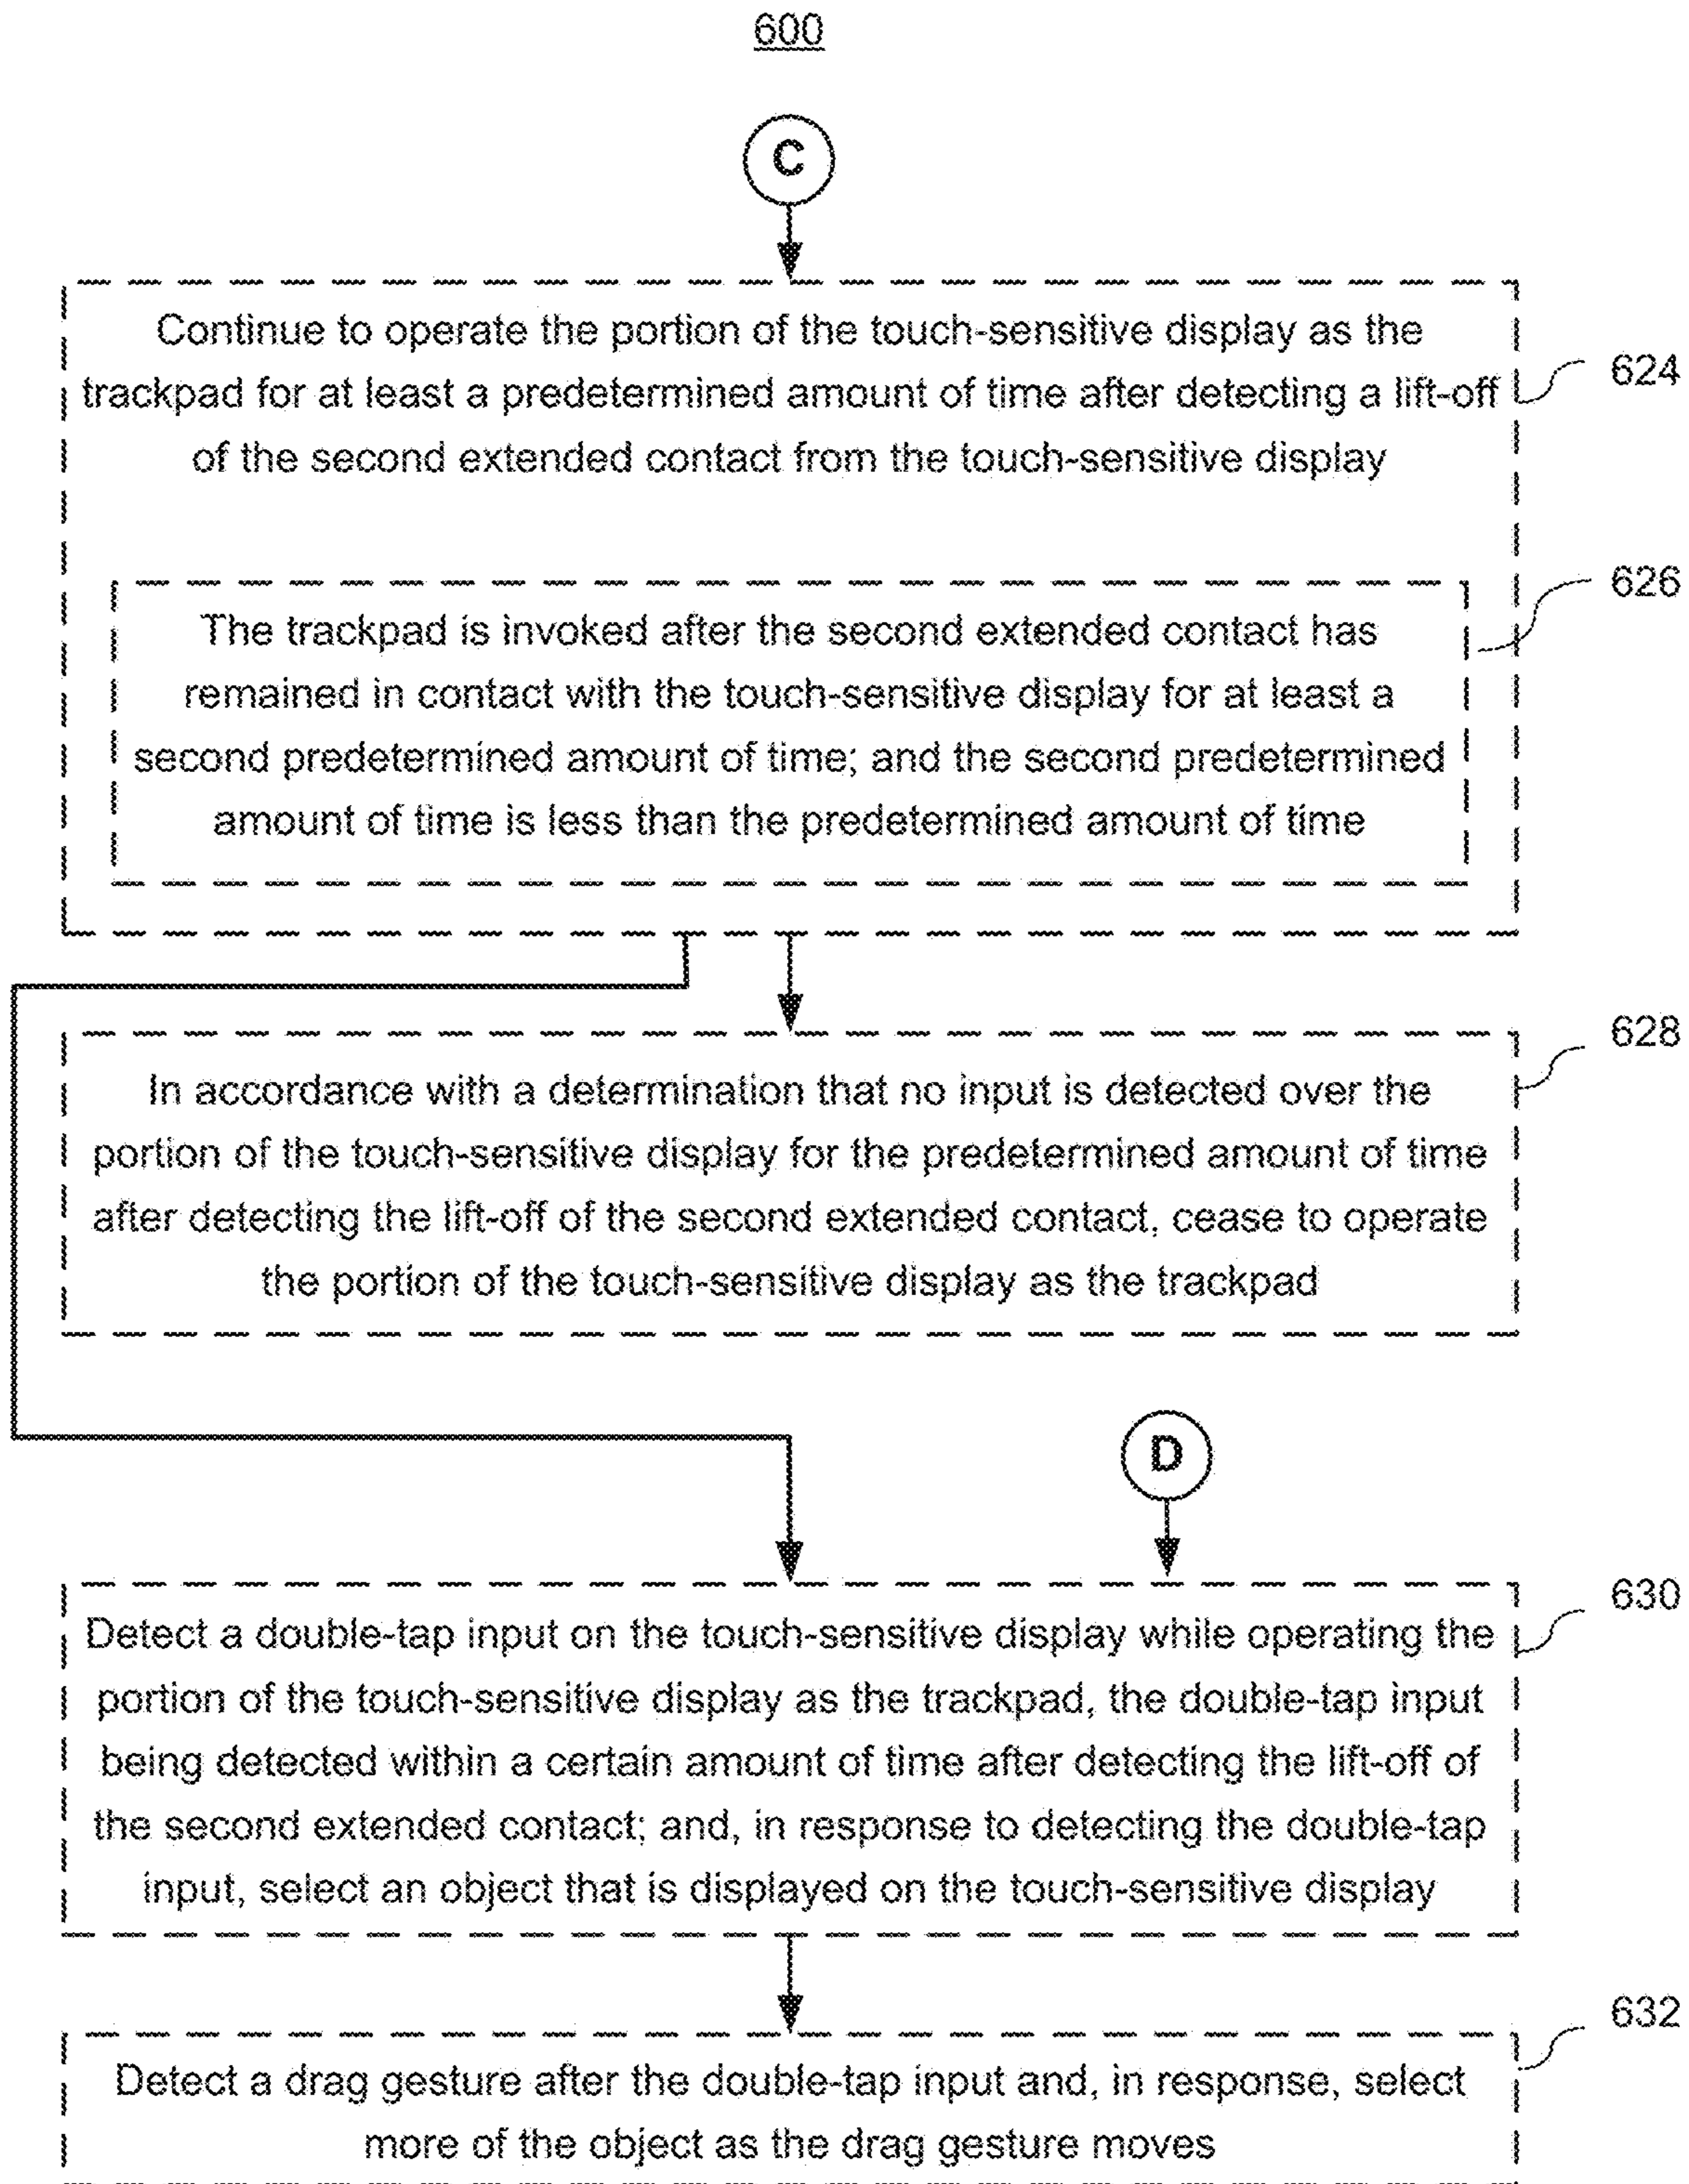 600
C
Continue to operate the portion of the touch-sensitive display as the
trackpad for at least a predetermined amount of time after detecting a lift-off
of the second extended contact from the touch-sensitive display
624
The trackpad is invoked after the second extended contact has
remained in contact with the touch-sensitive display for at least a
second predetermined amount of time; and the second predetermined
amount of time is less than the predetermined amount of time
626
In accordance with a determination that no input is detected over the
portion of the touch-sensitive display for the predetermined amount of time
after detecting the lift-off of the second extended contact, cease to operate
the portion of the touch-sensitive display as the trackpad
628
D
Detect a double-tap input on the touch-sensitive display while operating the
portion of the touch-sensitive display as the trackpad, the double-tap input
being detected within a certain amount of time after detecting the lift-off of
the second extended contact; and, in response to detecting the double-tap
input, select an object that is displayed on the touch-sensitive display
630
Detect a drag gesture after the double-tap input and, in response, select
more of the object as the drag gesture moves
632